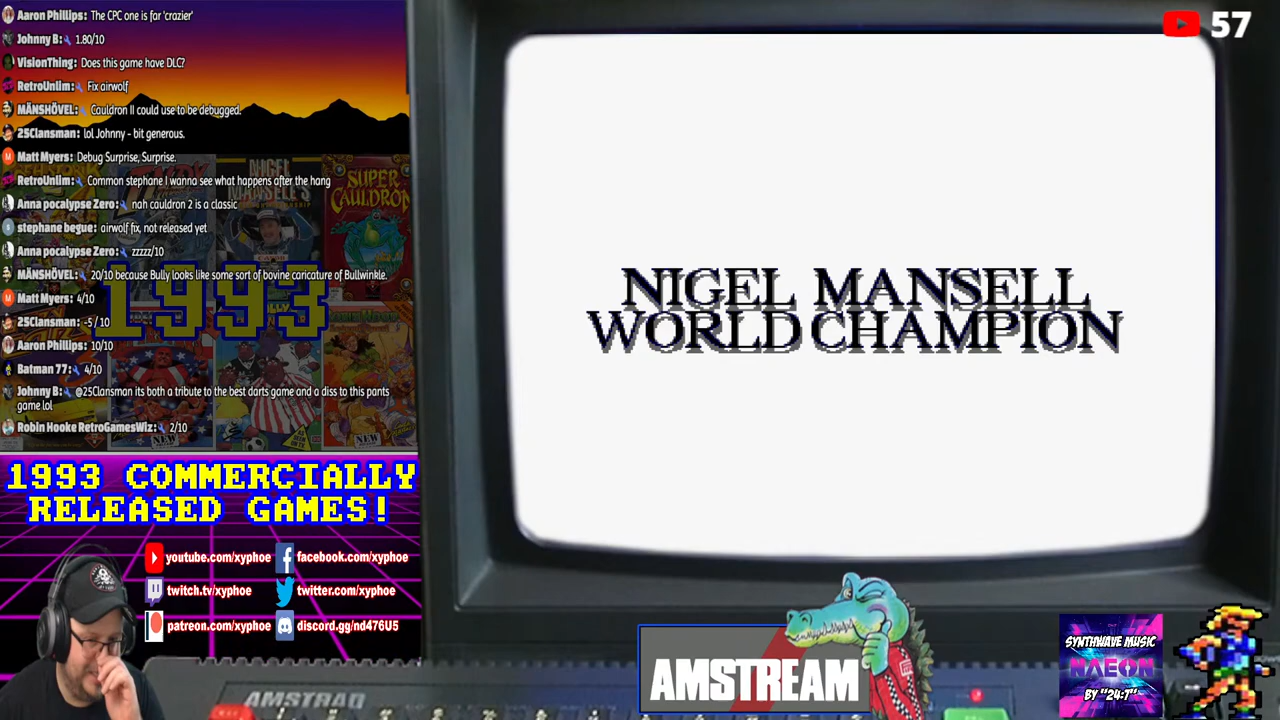 Aaron Phillips: The CPC one is far 'crazier'
Johnny B: 1.80/10
VisionThing: Does this game have DLC?
RetroUnlim: Fix airwolf
MÄNSHÖVEL: Cauldron II could use to be debugged.
25Clansman: lol Johnny - bit generous.
Matt Myers: Debug Surprise, Surprise.
RetroUnlim: Common stephane I wanna see what happens after the hang
Anna pocalypse Zero: nah cauldron 2 is a classic
stephane begue: airwolf fix, not released yet
Anna pocalypse Zero: zzzzz/10
MÄNSHÖVEL: 20/10 because Bully looks like some sort of bovine caricature of Bullwinkle.
Matt Myers: 4/10
25Clansman: -5 / 10
Aaron Phillips: 10/10
Batman 77: 4/10
Johnny B: @25Clansman its both a tribute to the best darts game and a diss to this pants
game lol
Robin Hooke RetroGamesWiz: 2/10
NIGEL
MANSELL'S
SUPER
CAULDRON
1993
NEW
NEW
1993 COMMERCIALLY
RELEASED GAMES!
youtube.com/xyphoe
facebook.com/xyphoe
twitch.tv/xyphoe
twitter.com/xyphoe
patreon.com/xyphoe
discord.gg/nd476U5
57
NIGEL MANSELL
WORLD CHAMPION
AMSTRAD
AMSTREAM
SYNTHWAVE MUSIC
NAEON
BY "24:7"